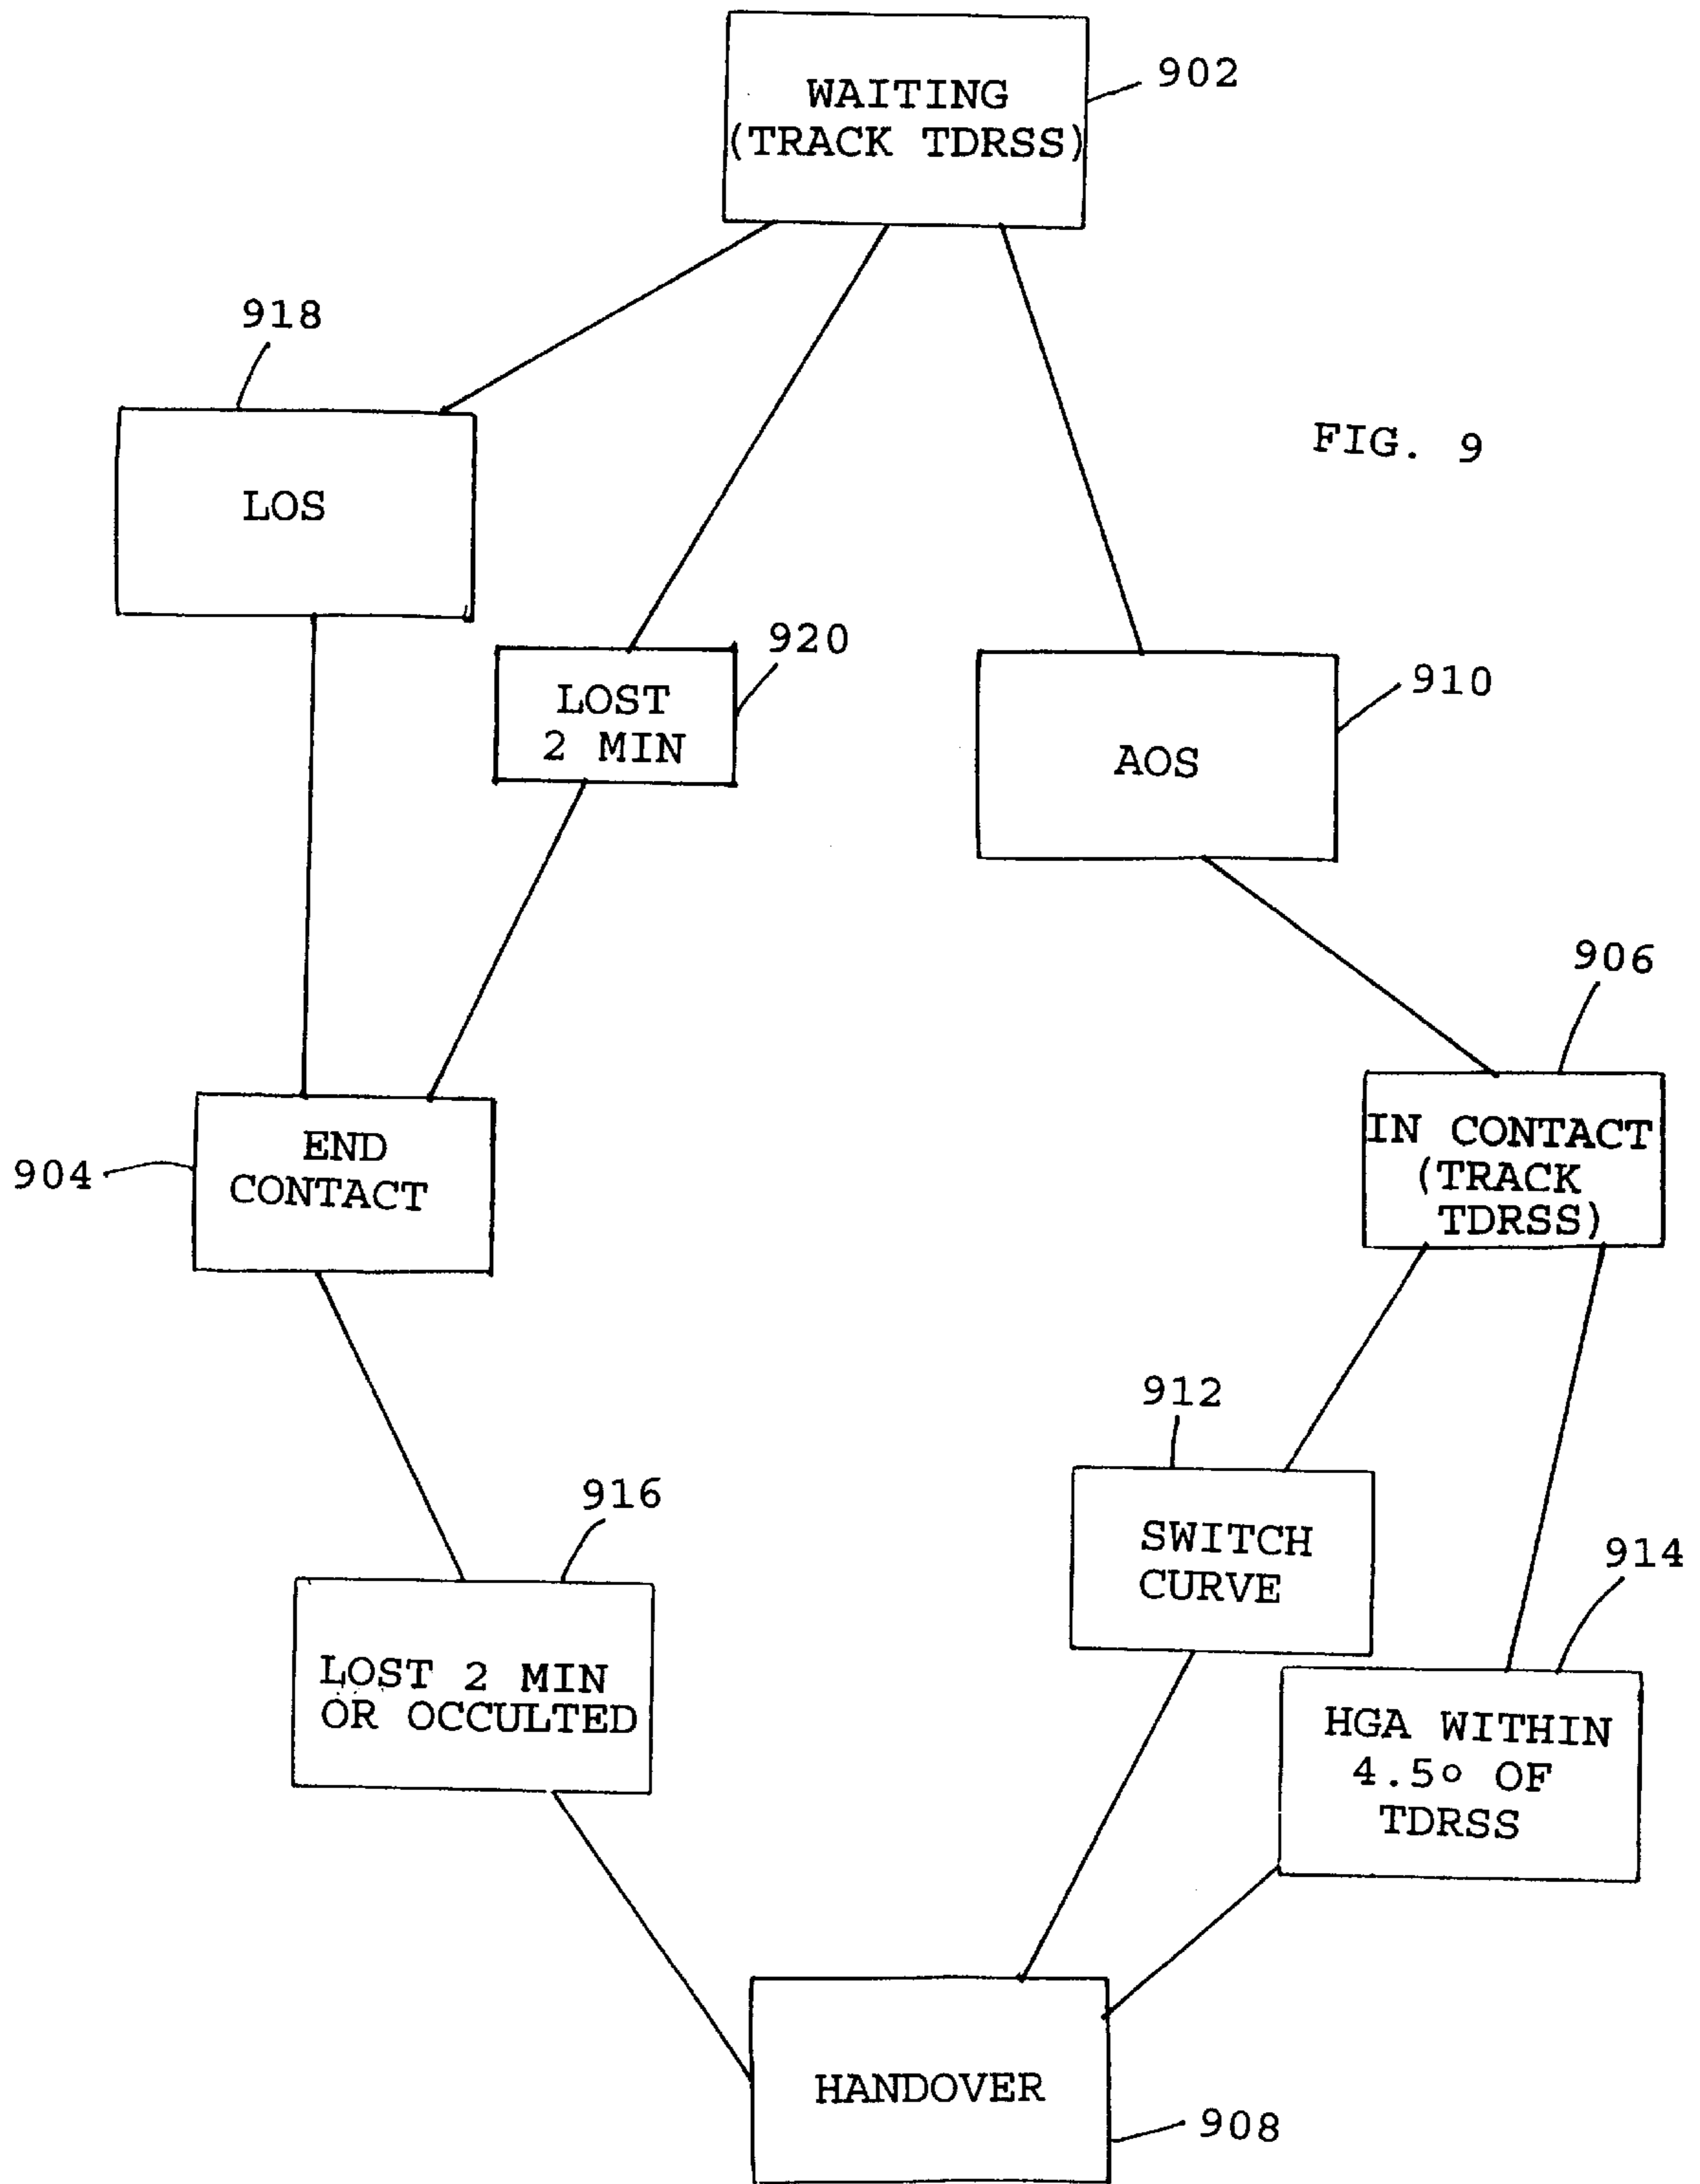 902
WAITING
(TRACK TDRSS)
918
LOS
FIG. 9
920
LOST
2 MIN
910
AOS
906
IN CONTACT
(TRACK
TDRSS)
904
END
CONTACT
912
SWITCH
CURVE
916
LOST 2 MIN
OR OCCULTED
914
HGA WITHIN
4.5° OF
TDRSS
HANDOVER
908